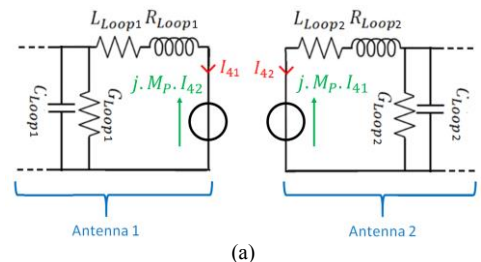 L_Loop1 R_Loop1
L_Loop2 R_Loop2
I_41
I_42
j.M_P.I_42
j.M_P.I_41
C_Loop1
G_Loop1
G_Loop2
C_Loop2
Antenna 1
Antenna 2
(a)